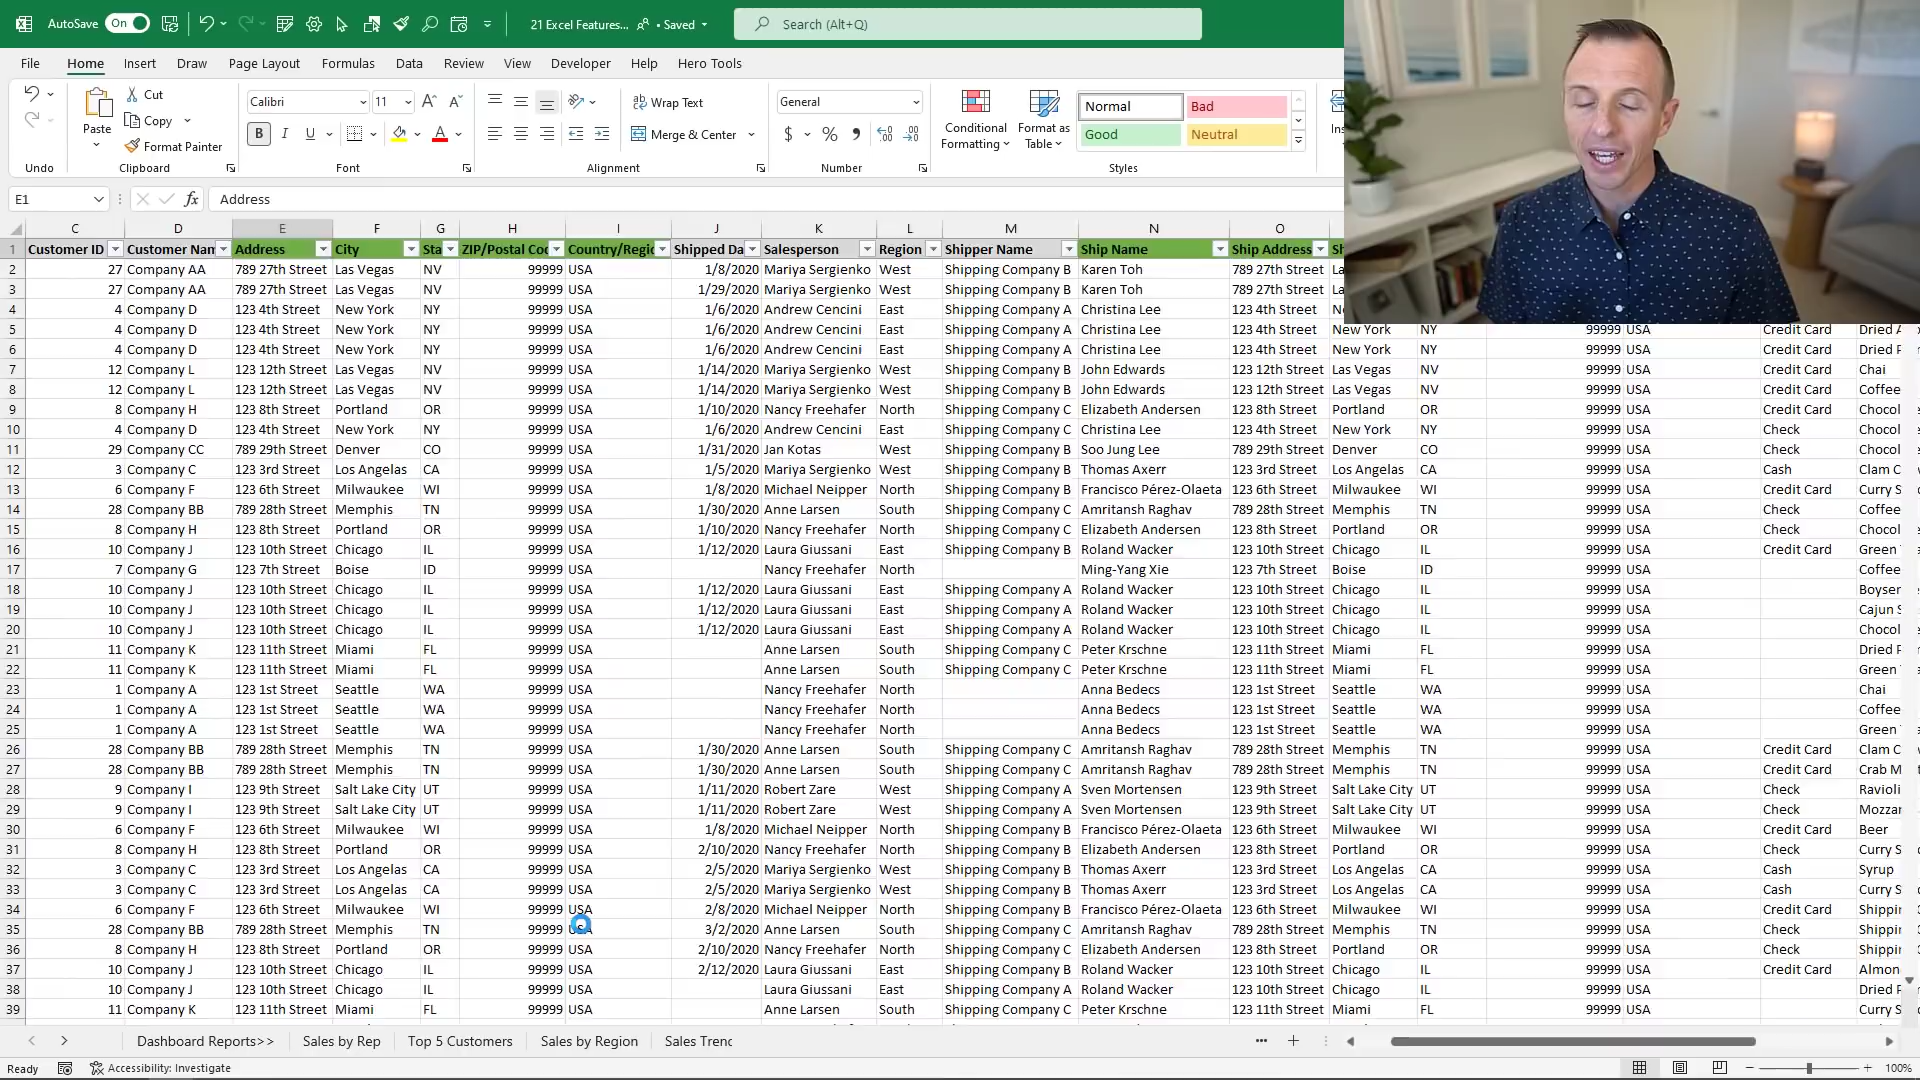 AutoSave On 21 Excel Features... • Saved Search (Alt+Q)
File Home Insert Draw Page Layout Formulas Data Review View Developer Help Hero Tools
Paste Cut Copy Format Painter
Calibri 11 B I U A
Wrap Text Merge & Center
General $ % 9
Conditional Formatting Format as Table
Normal Bad Good Neutral
Undo Clipboard Font Alignment Number Styles
E1 fx Address
C D E F G H I J K L M N O
1 Customer ID Customer Nan Address City Sta ZIP/Postal Coc Country/Regic Shipped Da Salesperson Region Shipper Name Ship Name Ship Address Sh
2 27 Company AA 789 27th Street Las Vegas NV 99999 USA 1/8/2020 Mariya Sergienko West Shipping Company B Karen Toh 789 27th Street La
3 27 Company AA 789 27th Street Las Vegas NV 99999 USA 1/29/2020 Mariya Sergienko West Shipping Company B Karen Toh 789 27th Street La
4 4 Company D 123 4th Street New York NY 99999 USA 1/6/2020 Andrew Cencini East Shipping Company A Christina Lee 123 4th Street
5 4 Company D 123 4th Street New York NY 99999 USA 1/6/2020 Andrew Cencini East Shipping Company A Christina Lee 123 4th Street New York NY 99999 USA Credit Card Dried A
6 4 Company D 123 4th Street New York NY 99999 USA 1/6/2020 Andrew Cencini East Shipping Company A Christina Lee 123 4th Street New York NY 99999 USA Credit Card Dried P
7 12 Company L 123 12th Street Las Vegas NV 99999 USA 1/14/2020 Mariya Sergienko West Shipping Company B John Edwards 123 12th Street Las Vegas NV 99999 USA Credit Card Chai
8 12 Company L 123 12th Street Las Vegas NV 99999 USA 1/14/2020 Mariya Sergienko West Shipping Company B John Edwards 123 12th Street Las Vegas NV 99999 USA Credit Card Coffee
9 8 Company H 123 8th Street Portland OR 99999 USA 1/10/2020 Nancy Freehafer North Shipping Company C Elizabeth Andersen 123 8th Street Portland OR 99999 USA Credit Card Chocol
10 4 Company D 123 4th Street New York NY 99999 USA 1/6/2020 Andrew Cencini East Shipping Company C Christina Lee 123 4th Street New York NY 99999 USA Check Chocol
11 29 Company CC 789 29th Street Denver CO 99999 USA 1/31/2020 Jan Kotas West Shipping Company B Soo Jung Lee 789 29th Street Denver CO 99999 USA Check Chocol
12 3 Company C 123 3rd Street Los Angelas CA 99999 USA 1/5/2020 Mariya Sergienko West Shipping Company B Thomas Axerr 123 3rd Street Los Angelas CA 99999 USA Cash Clam C
13 6 Company F 123 6th Street Milwaukee WI 99999 USA 1/8/2020 Michael Neipper North Shipping Company B Francisco Pérez-Olaeta 123 6th Street Milwaukee WI 99999 USA Credit Card Curry S
14 28 Company BB 789 28th Street Memphis TN 99999 USA 1/30/2020 Anne Larsen South Shipping Company C Amritansh Raghav 789 28th Street Memphis TN 99999 USA Check Coffee
15 8 Company H 123 8th Street Portland OR 99999 USA 1/10/2020 Nancy Freehafer North Shipping Company C Elizabeth Andersen 123 8th Street Portland OR 99999 USA Check Chocol
16 10 Company J 123 10th Street Chicago IL 99999 USA 1/12/2020 Laura Giussani East Shipping Company B Roland Wacker 123 10th Street Chicago IL 99999 USA Credit Card Green
17 7 Company G 123 7th Street Boise ID 99999 USA Nancy Freehafer North Ming-Yang Xie 123 7th Street Boise ID 99999 USA Coffee
18 10 Company J 123 10th Street Chicago IL 99999 USA 1/12/2020 Laura Giussani East Shipping Company A Roland Wacker 123 10th Street Chicago IL 99999 USA Boysen
19 10 Company J 123 10th Street Chicago IL 99999 USA 1/12/2020 Laura Giussani East Shipping Company A Roland Wacker 123 10th Street Chicago IL 99999 USA Cajun S
20 10 Company J 123 10th Street Chicago IL 99999 USA 1/12/2020 Laura Giussani East Shipping Company A Roland Wacker 123 10th Street Chicago IL 99999 USA Chocol
21 11 Company K 123 11th Street Miami FL 99999 USA Anne Larsen South Shipping Company C Peter Krschne 123 11th Street Miami FL 99999 USA Dried P
22 11 Company K 123 11th Street Miami FL 99999 USA Anne Larsen South Shipping Company C Peter Krschne 123 11th Street Miami FL 99999 USA Green
23 1 Company A 123 1st Street Seattle WA 99999 USA Nancy Freehafer North Anna Bedecs 123 1st Street Seattle WA 99999 USA Chai
24 1 Company A 123 1st Street Seattle WA 99999 USA Nancy Freehafer North Anna Bedecs 123 1st Street Seattle WA 99999 USA Coffee
25 1 Company A 123 1st Street Seattle WA 99999 USA Nancy Freehafer North Anna Bedecs 123 1st Street Seattle WA 99999 USA Green
26 28 Company BB 789 28th Street Memphis TN 99999 USA 1/30/2020 Anne Larsen South Shipping Company C Amritansh Raghav 789 28th Street Memphis TN 99999 USA Credit Card Clam C
27 28 Company BB 789 28th Street Memphis TN 99999 USA 1/30/2020 Anne Larsen South Shipping Company C Amritansh Raghav 789 28th Street Memphis TN 99999 USA Credit Card Crab M
28 9 Company I 123 9th Street Salt Lake City UT 99999 USA 1/11/2020 Robert Zare West Shipping Company A Sven Mortensen 123 9th Street Salt Lake City UT 99999 USA Check Ravioli
29 9 Company I 123 9th Street Salt Lake City UT 99999 USA 1/11/2020 Robert Zare West Shipping Company A Sven Mortensen 123 9th Street Salt Lake City UT 99999 USA Check Mozzar
30 6 Company F 123 6th Street Milwaukee WI 99999 USA 1/8/2020 Michael Neipper North Shipping Company B Francisco Pérez-Olaeta 123 6th Street Milwaukee WI 99999 USA Credit Card Beer
31 8 Company H 123 8th Street Portland OR 99999 USA 2/10/2020 Nancy Freehafer North Shipping Company B Elizabeth Andersen 123 8th Street Portland OR 99999 USA Check Curry S
32 3 Company C 123 3rd Street Los Angelas CA 99999 USA 2/5/2020 Mariya Sergienko West Shipping Company B Thomas Axerr 123 3rd Street Los Angelas CA 99999 USA Cash Syrup
33 3 Company C 123 3rd Street Los Angelas CA 99999 USA 2/5/2020 Mariya Sergienko West Shipping Company B Thomas Axerr 123 3rd Street Los Angelas CA 99999 USA Cash Curry S
34 6 Company F 123 6th Street Milwaukee WI 99999 USA 2/8/2020 Michael Neipper North Shipping Company B Francisco Pérez-Olaeta 123 6th Street Milwaukee WI 99999 USA Credit Card Shippin
35 28 Company BB 789 28th Street Memphis TN 99999 USA 3/2/2020 Anne Larsen South Shipping Company C Amritansh Raghav 789 28th Street Memphis TN 99999 USA Check Shippin
36 8 Company H 123 8th Street Portland OR 99999 USA 2/10/2020 Nancy Freehafer North Shipping Company B Elizabeth Andersen 123 8th Street Portland OR 99999 USA Check Shippin
37 10 Company J 123 10th Street Chicago IL 99999 USA 2/12/2020 Laura Giussani East Shipping Company B Roland Wacker 123 10th Street Chicago IL 99999 USA Credit Card Almon
38 10 Company J 123 10th Street Chicago IL 99999 USA Laura Giussani East Shipping Company A Roland Wacker 123 10th Street Chicago IL 99999 USA Dried P
39 11 Company K 123 11th Street Miami FL 99999 USA Anne Larsen South Shipping Company C Peter Krschne 123 11th Street Miami FL 99999 USA Curry S
Dashboard Reports>> Sales by Rep Top 5 Customers Sales by Region Sales Trend
Ready Accessibility: Investigate 100%